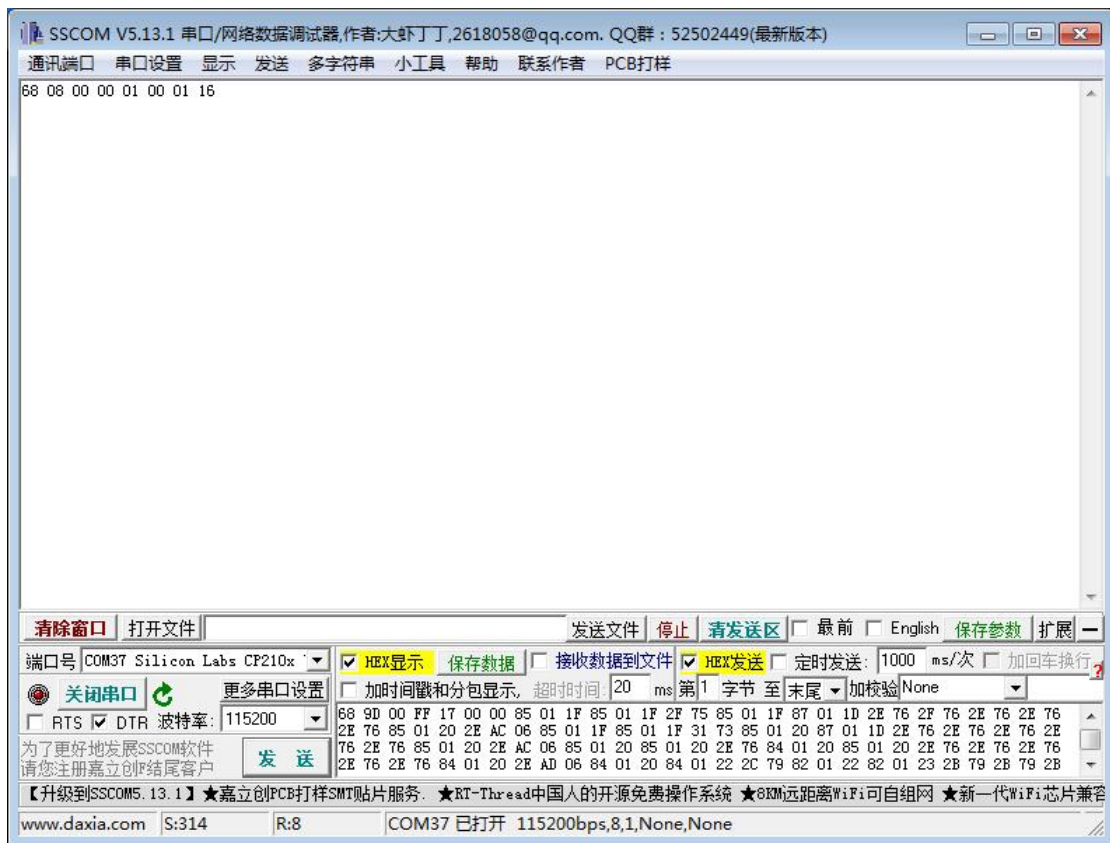 SSCOM V5.13.1 串口/网络数据调试器,作者:大虾丁丁,2618058@qq.com. QQ群：52502449(最新版本)
通讯端口 串口设置 显示 发送 多字符串 小工具 帮助 联系作者 PCB打样
68 08 00 00 01 00 01 16
清除窗口 打开文件 发送文件 停止 清发送区 最前 English 保存参数 扩展 —
端口号 COM37 Silicon Labs CP210x HEX显示 保存数据 接收数据到文件 HEX发送 定时发送: 1000 ms/次 加回车换行
关闭串口 更多串口设置 加时间戳和分包显示, 超时时间: 20 ms 第 1 字节 至 末尾 加校验 None
RTS DTR 波特率: 115200
为了更好地发展SSCOM软件
请您注册嘉立创F结尾客户
发 送
68 9D 00 FF 17 00 00 85 01 1F 85 01 1F 2F 75 85 01 1F 87 01 1D 2E 76 2F 76 2E 76 2E 76
2E 76 85 01 20 2E AC 06 85 01 1F 85 01 1F 31 73 85 01 20 87 01 1D 2E 76 2E 76 2E 76 2E
76 2E 76 85 01 20 2E AC 06 85 01 20 85 01 20 2E 76 84 01 20 85 01 20 2E 76 2E 76 2E 76
2E 76 2E 76 84 01 20 2E AD 06 84 01 20 84 01 22 2C 79 82 01 22 82 01 23 2B 79 2B 79 2B
【升级到SSCOM5.13.1】★嘉立创PCB打样SMT贴片服务. ★RT-Thread中国人的开源免费操作系统 ★8KM远距离WiFi可自组网 ★新一代WiFi芯片兼容
www.daxia.com S:314 R:8 COM37 已打开 115200bps,8,1,None,None